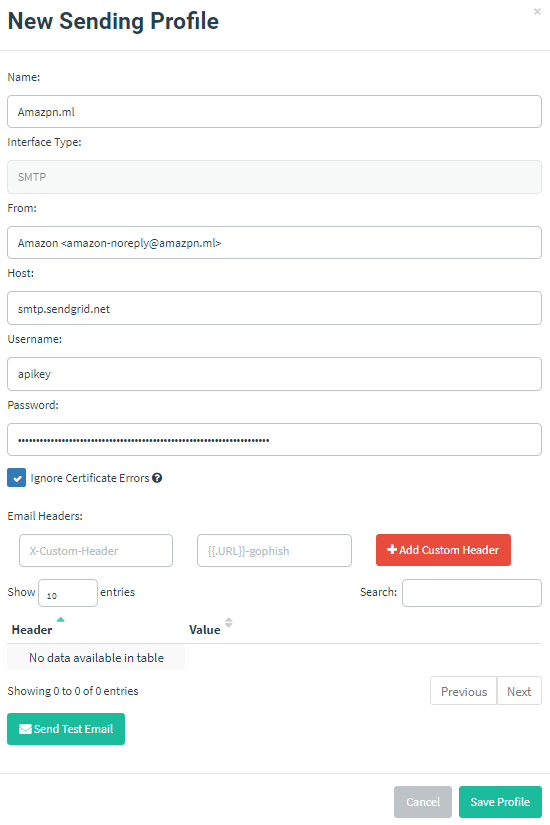 New Sending Profile
×
Name:
Amazpn.ml
Interface Type:
SMTP
From:
Amazon <amazon-noreply@amazpn.ml>
Host:
smtp.sendgrid.net
Username:
apikey
Password:
Ignore Certificate Errors
Email Headers:
X-Custom-Header {{.URL}}-gophish Add Custom Header
Show 10 entries Search:
Header Value
No data available in table
Showing 0 to 0 of 0 entries Previous Next
Send Test Email
Cancel Save Profile